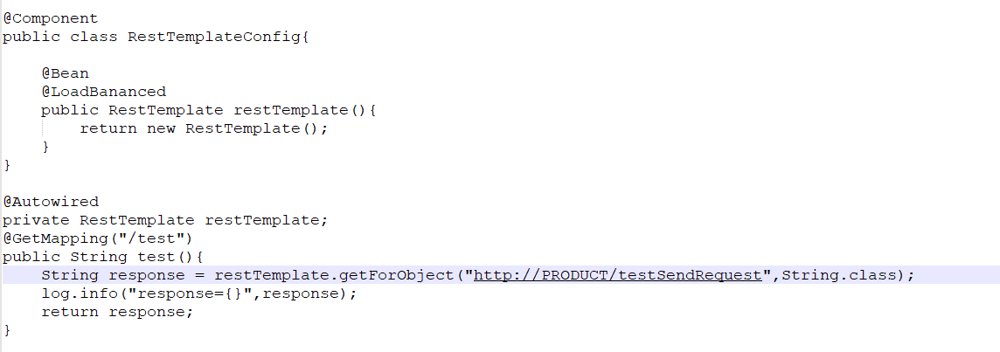 @Component
public class RestTemplateConfig{
@Bean
@LoadBananced
public RestTemplate restTemplate(){
return new RestTemplate();
}
}
@Autowired
private RestTemplate restTemplate;
@GetMapping("/test")
public String test(){
String response = restTemplate.getForObject("http://PRODUCT/testSendRequest",String.class);
log.info("response={}",response);
return response;
}